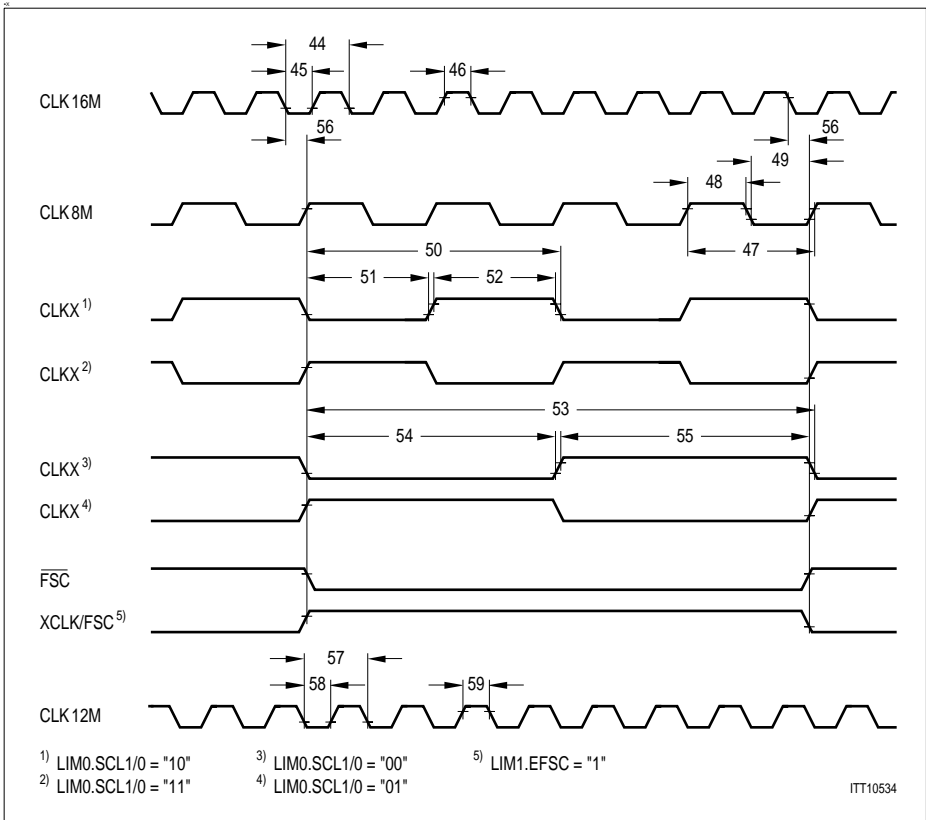 44
45
46
CLK16M
56
56
49
48
CLK8M
50
47
51
52
CLKX 1)
CLKX 2)
53
54
55
CLKX 3)
CLKX 4)
FSC
XCLK/FSC 5)
57
58
59
CLK12M
1) LIM0.SCL1/0 = "10"
3) LIM0.SCL1/0 = "00"
5) LIM1.EFSC = "1"
2) LIM0.SCL1/0 = "11"
4) LIM0.SCL1/0 = "01"
ITT10534